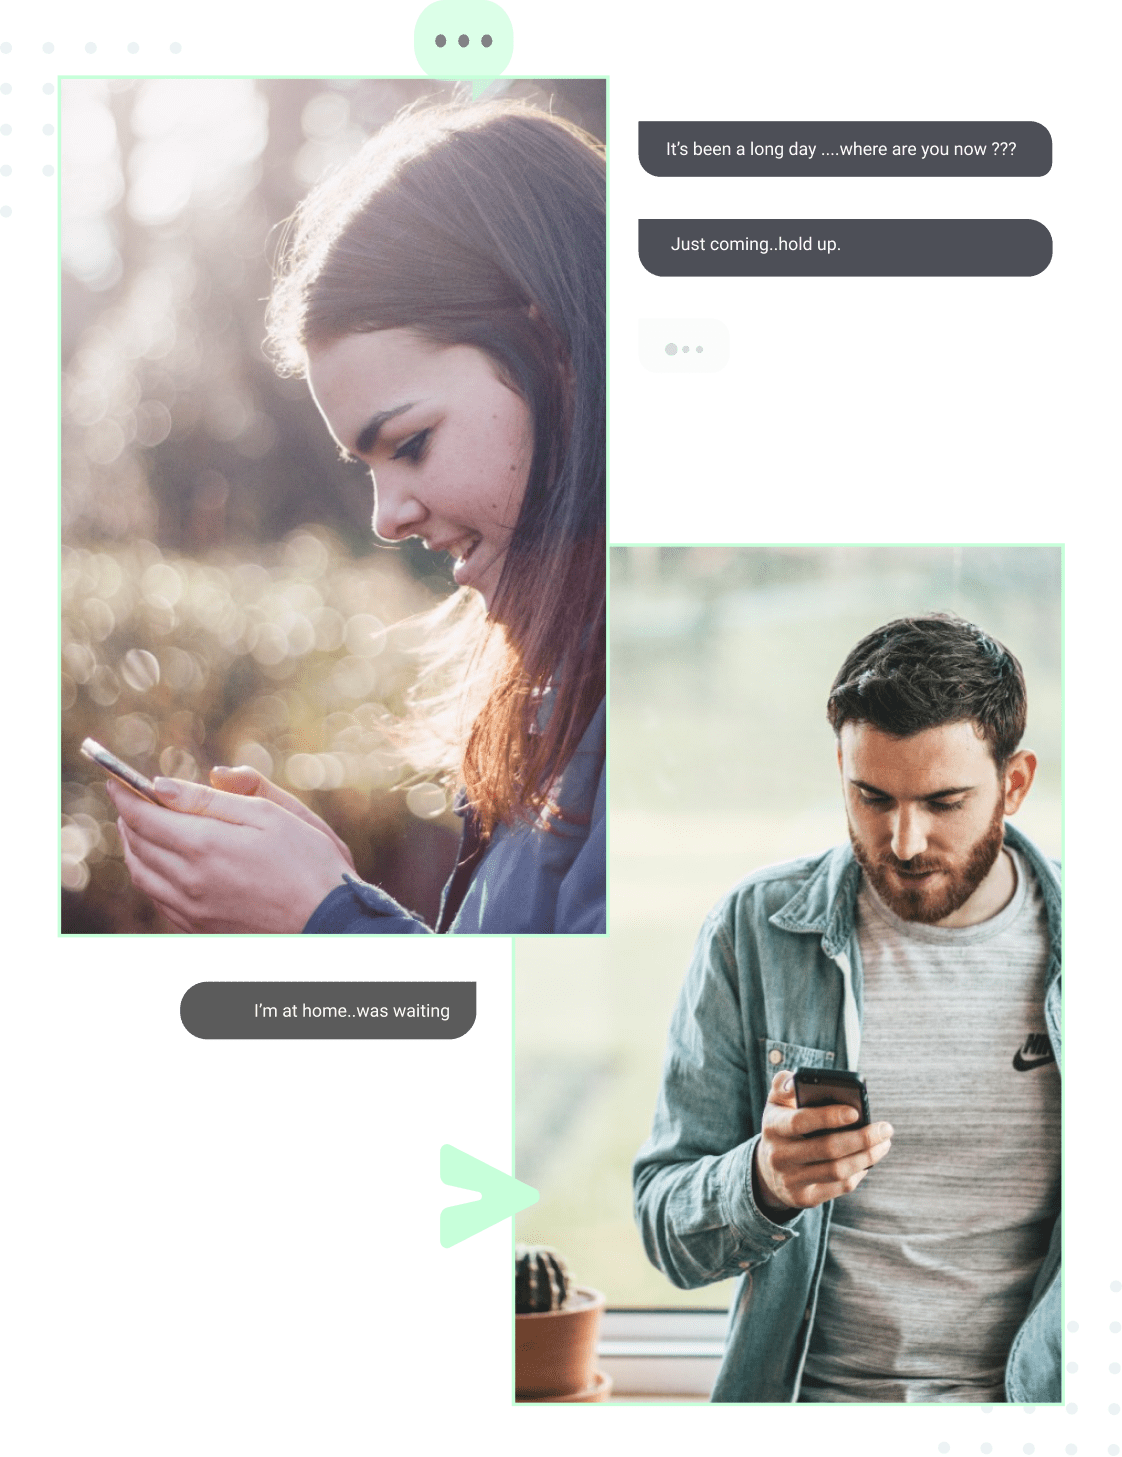 It’s been a long day ....where are you now ???
Just coming..hold up.
I’m at home..was waiting